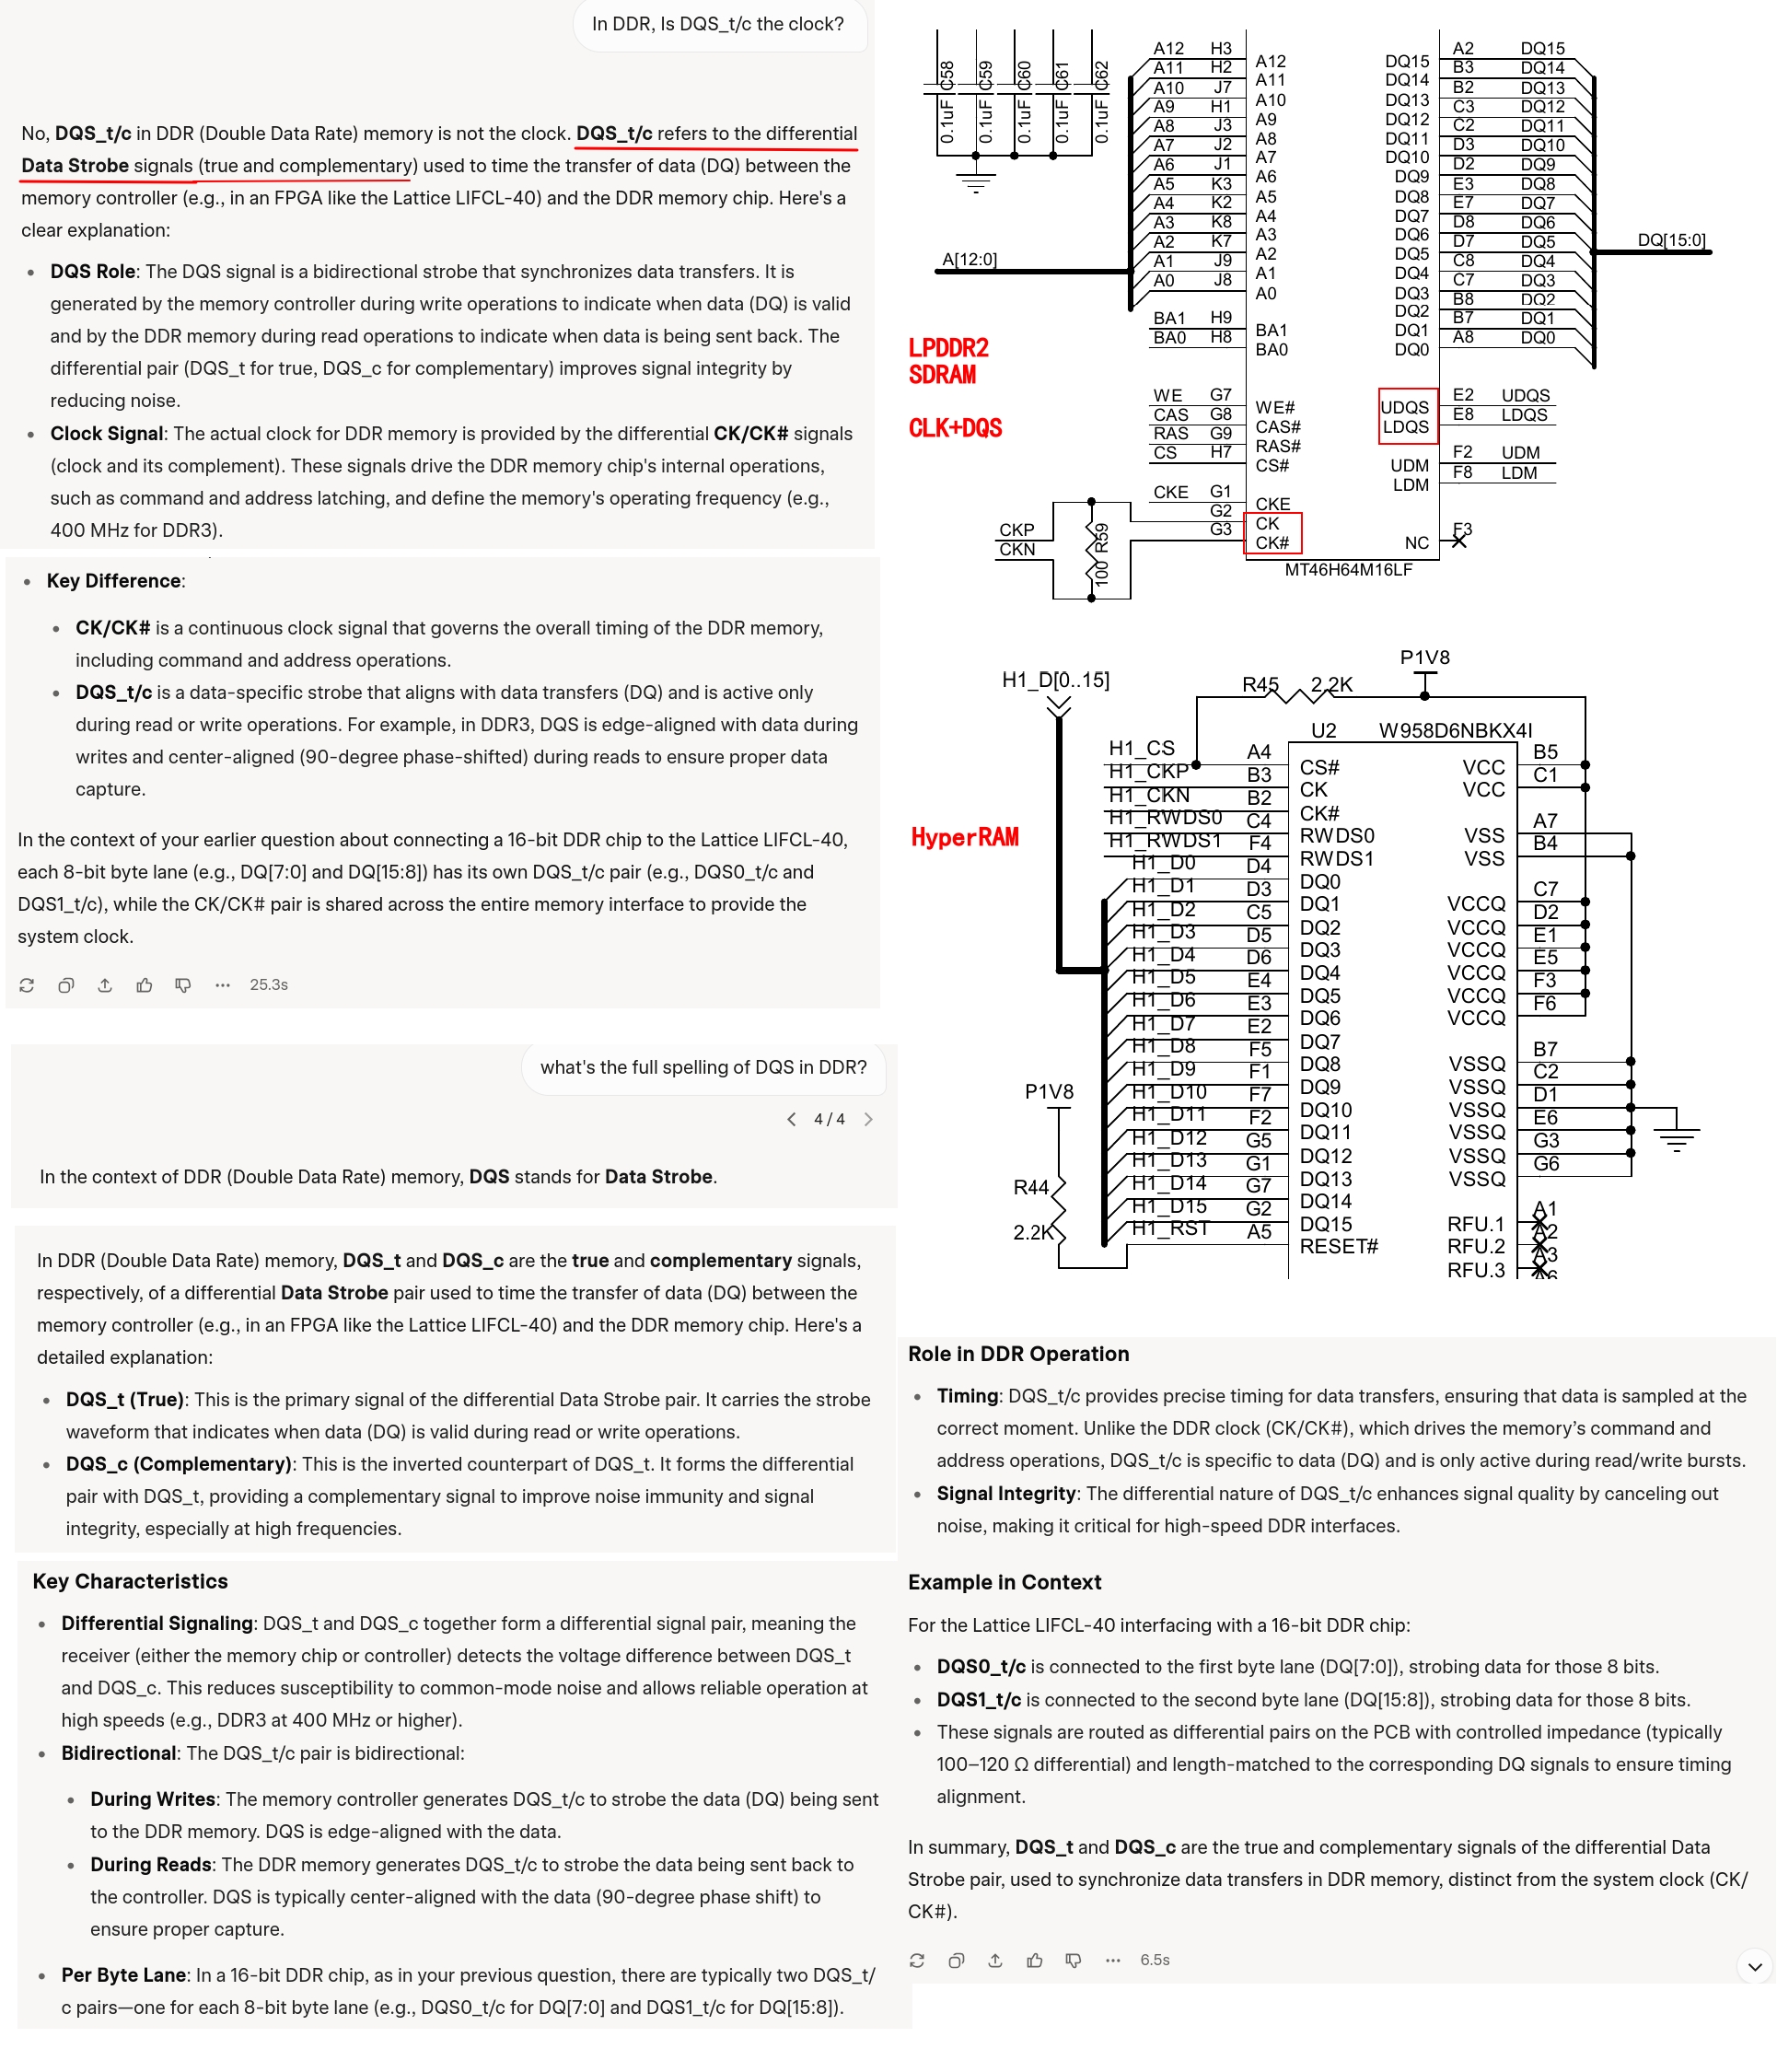 In DDR, Is DQS_t/c the clock?
No, DQS_t/c in DDR (Double Data Rate) memory is not the clock. DQS_t/c refers to the differential
Data Strobe signals (true and complementary) used to time the transfer of data (DQ) between the
memory controller (e.g., in an FPGA like the Lattice LIFCL-40) and the DDR memory chip. Here's a
clear explanation:
• DQS Role: The DQS signal is a bidirectional strobe that synchronizes data transfers. It is
generated by the memory controller during write operations to indicate when data (DQ) is valid
and by the DDR memory during read operations to indicate when data is being sent back. The
differential pair (DQS_t for true, DQS_c for complementary) improves signal integrity by
reducing noise.
• Clock Signal: The actual clock for DDR memory is provided by the differential CK/CK# signals
(clock and its complement). These signals drive the DDR memory chip's internal operations,
such as command and address latching, and define the memory's operating frequency (e.g.,
400 MHz for DDR3).
• Key Difference:
• CK/CK# is a continuous clock signal that governs the overall timing of the DDR memory,
including command and address operations.
• DQS_t/c is a data-specific strobe that aligns with data transfers (DQ) and is active only
during read or write operations. For example, in DDR3, DQS is edge-aligned with data during
writes and center-aligned (90-degree phase-shifted) during reads to ensure proper data
capture.
In the context of your earlier question about connecting a 16-bit DDR chip to the Lattice LIFCL-40,
each 8-bit byte lane (e.g., DQ[7:0] and DQ[15:8]) has its own DQS_t/c pair (e.g., DQS0_t/c and
DQS1_t/c), while the CK/CK# pair is shared across the entire memory interface to provide the
system clock.
25.3s
what's the full spelling of DQS in DDR?
4 / 4
In the context of DDR (Double Data Rate) memory, DQS stands for Data Strobe.
In DDR (Double Data Rate) memory, DQS_t and DQS_c are the true and complementary signals,
respectively, of a differential Data Strobe pair used to time the transfer of data (DQ) between the
memory controller (e.g., in an FPGA like the Lattice LIFCL-40) and the DDR memory chip. Here's a
detailed explanation:
• DQS_t (True): This is the primary signal of the differential Data Strobe pair. It carries the strobe
waveform that indicates when data (DQ) is valid during read or write operations.
• DQS_c (Complementary): This is the inverted counterpart of DQS_t. It forms the differential
pair with DQS_t, providing a complementary signal to improve noise immunity and signal
integrity, especially at high frequencies.
Key Characteristics
• Differential Signaling: DQS_t and DQS_c together form a differential signal pair, meaning the
receiver (either the memory chip or controller) detects the voltage difference between DQS_t
and DQS_c. This reduces susceptibility to common-mode noise and allows reliable operation at
high speeds (e.g., DDR3 at 400 MHz or higher).
• Bidirectional: The DQS_t/c pair is bidirectional:
• During Writes: The memory controller generates DQS_t/c to strobe the data (DQ) being sent
to the DDR memory. DQS is edge-aligned with the data.
• During Reads: The DDR memory generates DQS_t/c to strobe the data being sent back to
the controller. DQS is typically center-aligned with the data (90-degree phase shift) to
ensure proper capture.
• Per Byte Lane: In a 16-bit DDR chip, as in your previous question, there are typically two DQS_t/
c pairs—one for each 8-bit byte lane (e.g., DQS0_t/c for DQ[7:0] and DQS1_t/c for DQ[15:8]).
0.1uF C58
0.1uF C59
0.1uF C60
0.1uF C61
0.1uF C62
A12 H3 A12 DQ15 A2 DQ15
A11 H2 A11 DQ14 B3 DQ14
A10 J7 A10 DQ13 B2 DQ13
A9 H1 A9 DQ12 C3 DQ12
A8 J3 A8 DQ11 C2 DQ11
A7 J2 A7 DQ10 D3 DQ10
A6 J1 A6 DQ9 D2 DQ9
A5 K3 A5 DQ8 E3 DQ8
A4 K2 A4 DQ7 E7 DQ7
A3 K8 A3 DQ6 D8 DQ6
A2 K7 A2 DQ5 D7 DQ5
A1 J9 A1 DQ4 C8 DQ4
A0 J8 A0 DQ3 C7 DQ3
DQ2 B8 DQ2
BA1 H9 BA1 DQ1 B7 DQ1
BA0 H8 BA0 DQ0 A8 DQ0
A[12:0]
DQ[15:0]
LPDDR2
SDRAM
CLK+DQS
WE G7 WE# UDQS E2 UDQS
CAS G8 CAS# LDQS E8 LDQS
RAS G9 RAS# UDM F2 UDM
CS H7 CS# LDM F8 LDM
CKE G1 CKE
G2 CK
G3 CK# NC F3
CKP
CKN
100 R59
MT46H64M16LF
P1V8
H1_D[0..15]
R45 2.2K
U2 W958D6NBKX4I
HyperRAM
H1_CS A4 CS# VCC B5
H1_CKP B3 CK VCC C1
H1_CKN B2 CK#
H1_RWDS0 C4 RWDS0 VSS A7
H1_RWDS1 F4 RWDS1 VSS B4
H1_D0 D4 DQ0
H1_D1 D3 DQ1 VCCQ C7
H1_D2 C5 DQ2 VCCQ D2
H1_D3 D5 DQ3 VCCQ E1
H1_D4 D6 DQ4 VCCQ E5
H1_D5 E4 DQ5 VCCQ F3
H1_D6 E3 DQ6 VCCQ F6
H1_D7 E2 DQ7
H1_D8 F5 DQ8 VSSQ B7
H1_D9 F1 DQ9 VSSQ C2
H1_D10 F7 DQ10 VSSQ D1
H1_D11 F2 DQ11 VSSQ E6
H1_D12 G5 DQ12 VSSQ G3
H1_D13 G1 DQ13 VSSQ G6
H1_D14 G7 DQ14
H1_D15 G2 DQ15 RFU.1 A1
H1_RST A5 RESET# RFU.2 A2
RFU.3 A3
P1V8
R44
2.2K
Role in DDR Operation
• Timing: DQS_t/c provides precise timing for data transfers, ensuring that data is sampled at the
correct moment. Unlike the DDR clock (CK/CK#), which drives the memory’s command and
address operations, DQS_t/c is specific to data (DQ) and is only active during read/write bursts.
• Signal Integrity: The differential nature of DQS_t/c enhances signal quality by canceling out
noise, making it critical for high-speed DDR interfaces.
Example in Context
For the Lattice LIFCL-40 interfacing with a 16-bit DDR chip:
• DQS0_t/c is connected to the first byte lane (DQ[7:0]), strobing data for those 8 bits.
• DQS1_t/c is connected to the second byte lane (DQ[15:8]), strobing data for those 8 bits.
• These signals are routed as differential pairs on the PCB with controlled impedance (typically
100–120 Ω differential) and length-matched to the corresponding DQ signals to ensure timing
alignment.
In summary, DQS_t and DQS_c are the true and complementary signals of the differential Data
Strobe pair, used to synchronize data transfers in DDR memory, distinct from the system clock (CK/
CK#).
6.5s